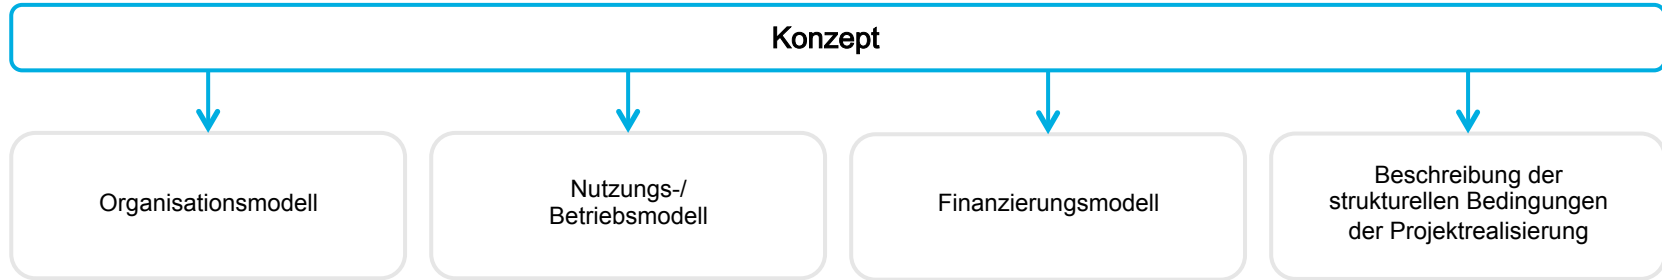 Konzept
Organisationsmodell
Nutzungs-/
Betriebsmodell
Finanzierungsmodell
Beschreibung der
strukturellen Bedingungen
der Projektrealisierung